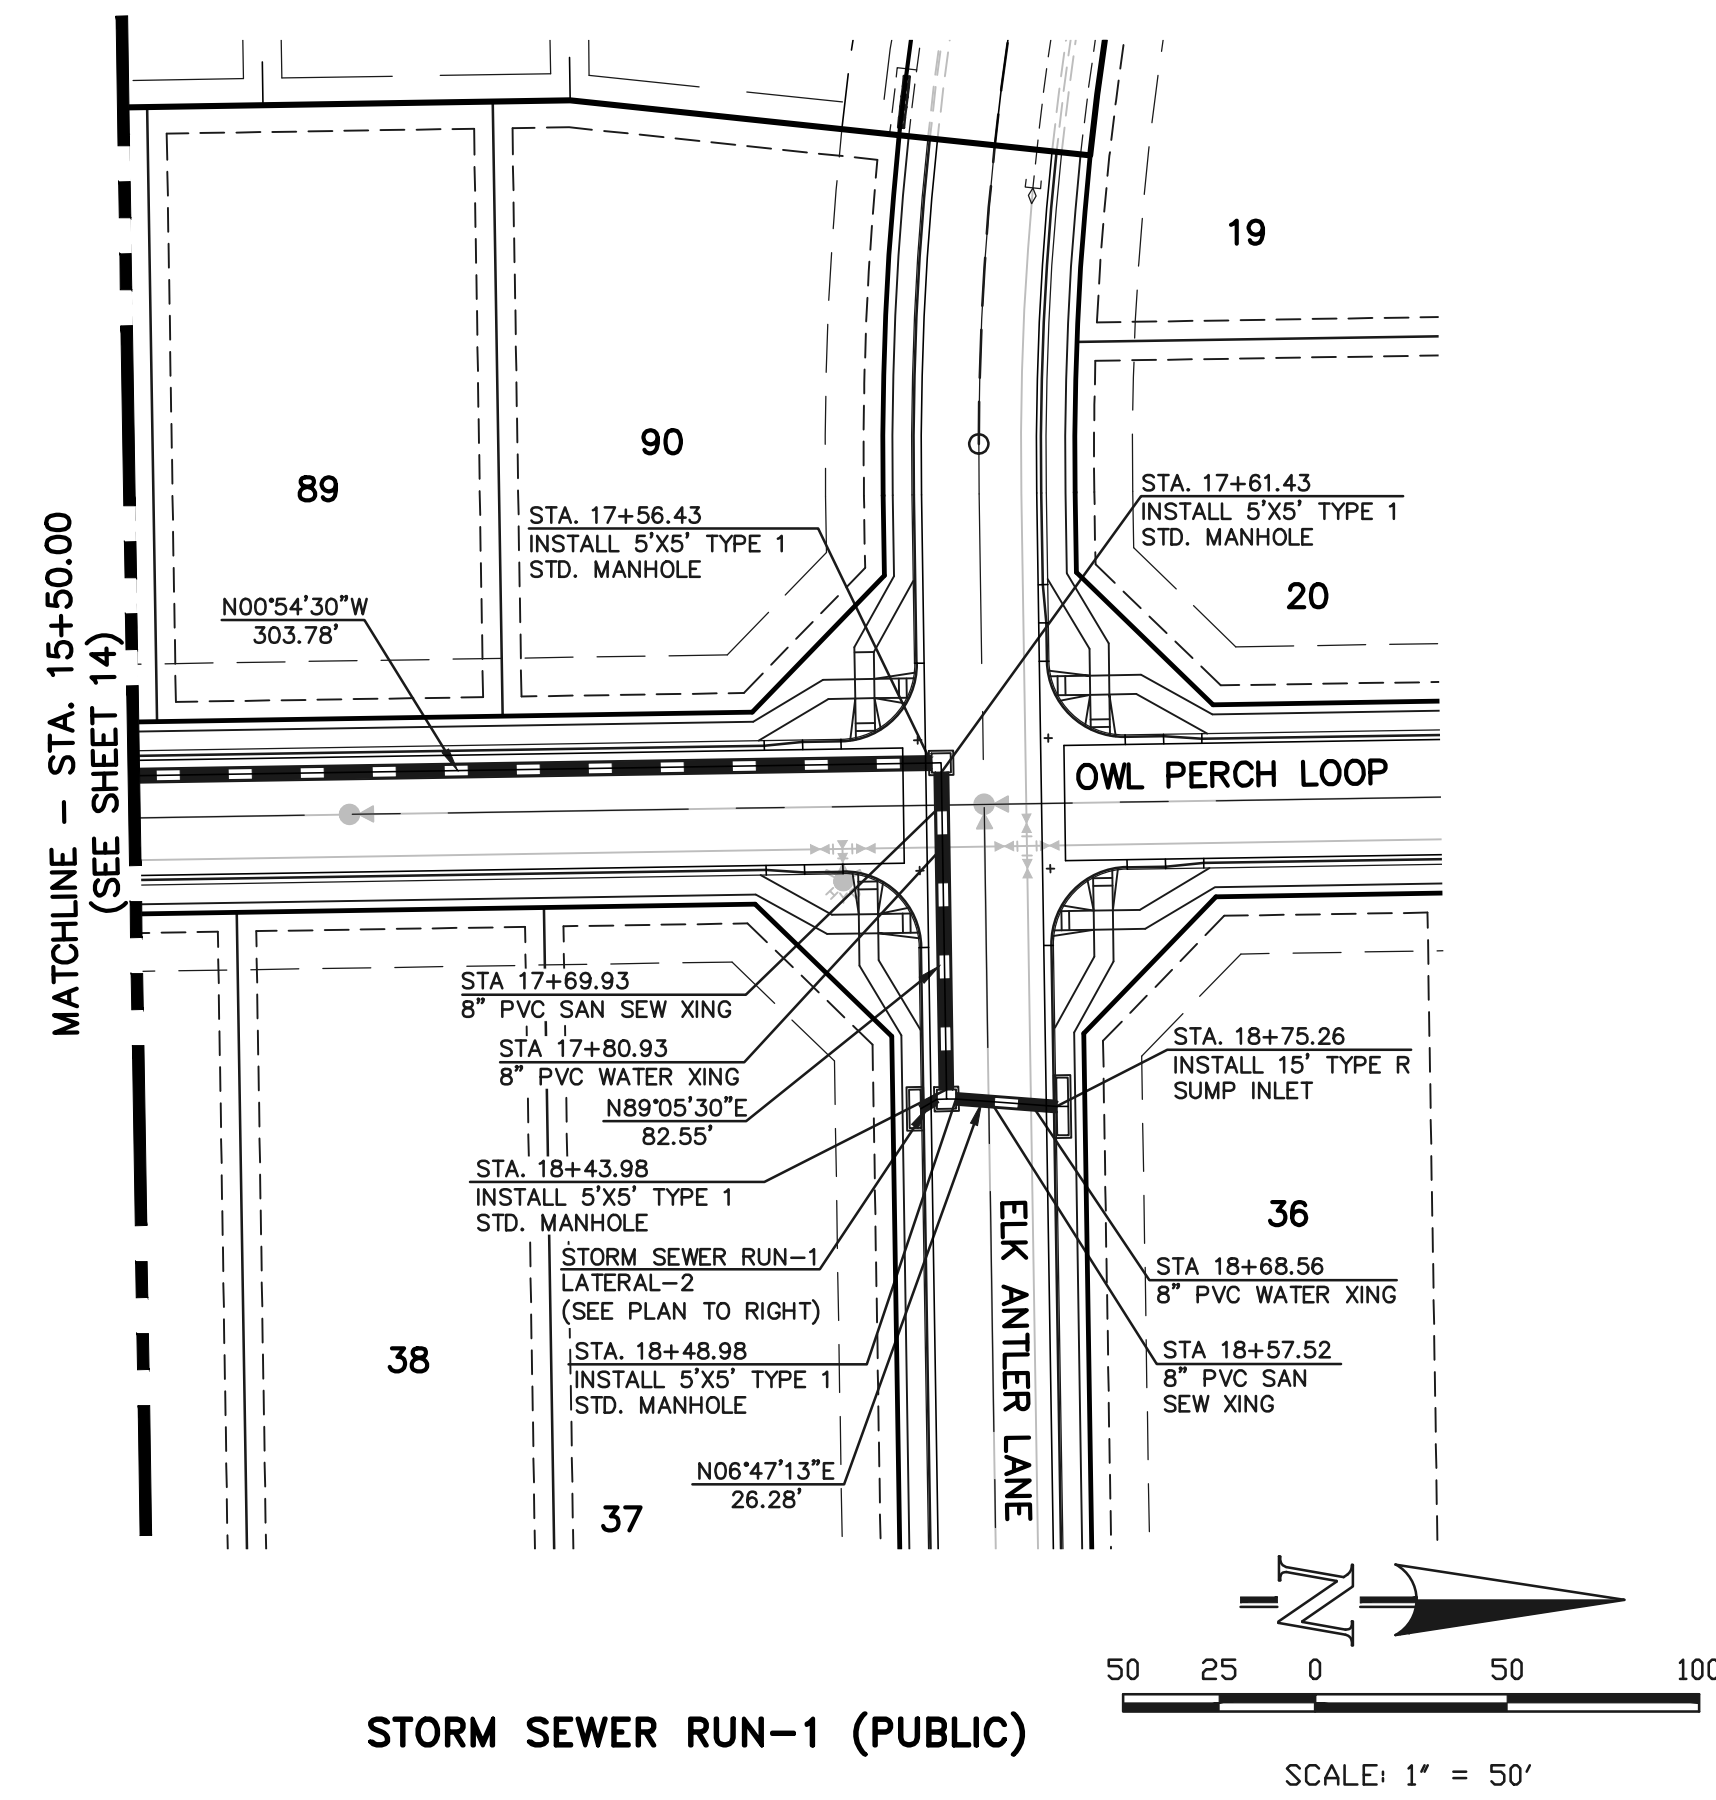 19
90
89
STA. 17+61.43
INSTALL 5'X5' TYPE 1
STD. MANHOLE
STA. 17+56.43
INSTALL 5'X5' TYPE 1
STD. MANHOLE
20
N00°54'30"W
303.78'
MATCHLINE - STA. 15+50.00
(SEE SHEET 14)
OWL PERCH LOOP
STA 17+69.93
8" PVC SAN SEW XING
STA 17+80.93
8" PVC WATER XING
N89°05'30"E
82.55'
STA. 18+75.26
INSTALL 15' TYPE R
SUMP INLET
STA. 18+43.98
INSTALL 5'X5' TYPE 1
STD. MANHOLE
STORM SEWER RUN-1
LATERAL-2
(SEE PLAN TO RIGHT)
ELK ANTLER LANE
36
STA 18+68.56
8" PVC WATER XING
38
STA. 18+48.98
INSTALL 5'X5' TYPE 1
STD. MANHOLE
STA 18+57.52
8" PVC SAN
SEW XING
N06°47'13"E
26.28'
37
N
50 25 0 50 100
STORM SEWER RUN-1 (PUBLIC)
SCALE: 1" = 50'